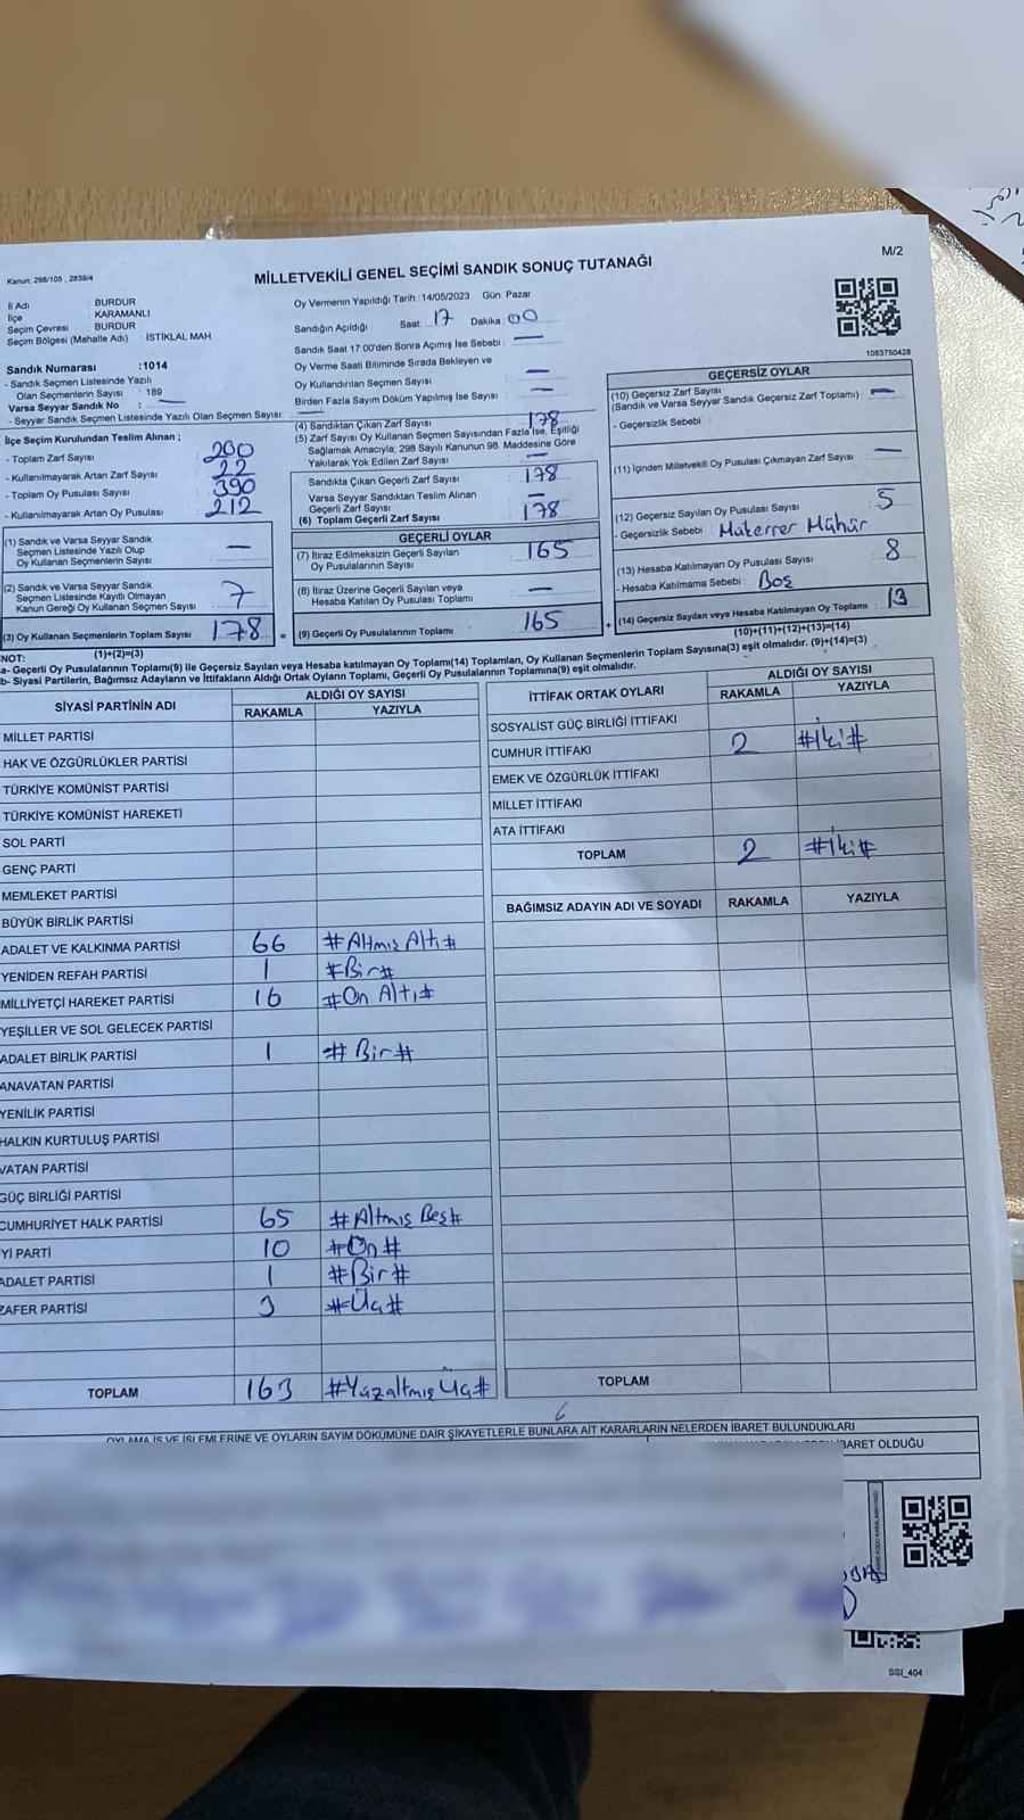 M/2
Kanun: 298/105 , 2839/4
MİLLETVEKİLİ GENEL SEÇİMİ SANDIK SONUÇ TUTANAĞI
İl Adı BURDUR
İlçe KARAMANLI
Seçim Çevresi BURDUR
Seçim Bölgesi (Mahalle Adı) İSTİKLAL MAH
Sandık Numarası :1014
- Sandık Seçmen Listesinde Yazılı
Olan Seçmenlerin Sayısı : 189
Varsa Seyyar Sandık No : —
- Seyyar Sandık Seçmen Listesinde Yazılı Olan Seçmen Sayısı: —
İlçe Seçim Kurulundan Teslim Alınan ;
- Toplam Zarf Sayısı 200
- Kullanılmayarak Artan Zarf Sayısı 22
- Toplam Oy Pusulası Sayısı 390
- Kullanılmayarak Artan Oy Pusulası 212
(1) Sandık ve Varsa Seyyar Sandık
Seçmen Listesinde Yazılı Olup
Oy Kullanan Seçmenlerin Sayısı —
(2) Sandık ve Varsa Seyyar Sandık
Seçmen Listesinde Kayıtlı Olmayan
Kanun Gereği Oy Kullanan Seçmen Sayısı 7
(3) Oy Kullanan Seçmenlerin Toplam Sayısı 178 =
(1)+(2)=(3)
Oy Vermenin Yapıldığı Tarih :14/05/2023 Gün: Pazar
Sandığın Açıldığı Saat 17 Dakika 00
Sandık Saat 17:00'den Sonra Açımış İse Sebebi : —
Oy Verme Saati Bitiminde Sırada Bekleyen ve
Oy Kullandırılan Seçmen Sayısı —
Birden Fazla Sayım Döküm Yapılmış İse Sayısı —
(4) Sandıktan Çıkan Zarf Sayısı 178
(5) Zarf Sayısı Oy Kullanan Seçmen Sayısından Fazla İse, Eşitliği
Sağlamak Amacıyla; 298 Sayılı Kanunun 98. Maddesine Göre
Yakılarak Yok Edilen Zarf Sayısı —
Sandıkta Çıkan Geçerli Zarf Sayısı 178
Varsa Seyyar Sandıktan Teslim Alınan
Geçerli Zarf Sayısı —
(6) Toplam Geçerli Zarf Sayısı 178
GEÇERLİ OYLAR
(7) İtiraz Edilmeksizin Geçerli Sayılan
Oy Pusulalarının Sayısı 165
(8) İtiraz Üzerine Geçerli Sayılan veya
Hesaba Katılan Oy Pusulası Toplamı —
(9) Geçerli Oy Pusulalarının Toplamı 165 +
1083750428
GEÇERSİZ OYLAR
(10) Geçersiz Zarf Sayısı
(Sandık ve Varsa Seyyar Sandık Geçersiz Zarf Toplamı) —
- Geçersizlik Sebebi
(11) İçinden Milletvekili Oy Pusulası Çıkmayan Zarf Sayısı —
(12) Geçersiz Sayılan Oy Pusulası Sayısı 5
- Geçersizlik Sebebi Mükerrer Mühür
(13) Hesaba Katılmayan Oy Pusulası Sayısı 8
- Hesaba Katılmama Sebebi : Boş
(14) Geçersiz Sayılan veya Hesaba Katılmayan Oy Toplamı 13
(10)+(11)+(12)+(13)=(14)
NOT:
a- Geçerli Oy Pusulalarının Toplamı(9) ile Geçersiz Sayılan veya Hesaba katılmayan Oy Toplamı(14) Toplamları, Oy Kullanan Seçmenlerin Toplam Sayısına(3) eşit olmalıdır. (9)+(14)=(3)
b- Siyasi Partilerin, Bağımsız Adayların ve İttifakların Aldığı Ortak Oyların Toplamı, Geçerli Oy Pusulalarının Toplamına(9) eşit olmalıdır.
SİYASİ PARTİNİN ADI ALDIĞI OY SAYISI
RAKAMLA YAZIYLA
MİLLET PARTİSİ
HAK VE ÖZGÜRLÜKLER PARTİSİ
TÜRKİYE KOMÜNİST PARTİSİ
TÜRKİYE KOMÜNİST HAREKETİ
SOL PARTİ
GENÇ PARTİ
MEMLEKET PARTİSİ
BÜYÜK BİRLİK PARTİSİ
ADALET VE KALKINMA PARTİSİ 66 #Altmış Altı#
YENİDEN REFAH PARTİSİ 1 #Bir#
MİLLİYETÇİ HAREKET PARTİSİ 16 #On Altı#
YEŞİLLER VE SOL GELECEK PARTİSİ
ADALET BİRLİK PARTİSİ 1 #Bir#
ANAVATAN PARTİSİ
YENİLİK PARTİSİ
HALKIN KURTULUŞ PARTİSİ
VATAN PARTİSİ
GÜÇ BİRLİĞİ PARTİSİ
CUMHURİYET HALK PARTİSİ 65 #Altmış Beş#
Yİ PARTİ 10 #On#
ADALET PARTİSİ 1 #Bir#
ZAFER PARTİSİ 3 #Üç#
TOPLAM 163 #Yüzaltmış Üç#
İTTİFAK ORTAK OYLARI ALDIĞI OY SAYISI
RAKAMLA YAZIYLA
SOSYALİST GÜÇ BİRLİĞİ İTTİFAKI
CUMHUR İTTİFAKI 2 #İki#
EMEK VE ÖZGÜRLÜK İTTİFAKI
MİLLET İTTİFAKI
ATA İTTİFAKI
TOPLAM 2 #İki#
BAĞIMSIZ ADAYIN ADI VE SOYADI RAKAMLA YAZIYLA
TOPLAM
OYLAMA İŞ VE İŞLEMLERİNE VE OYLARIN SAYIM DÖKÜMÜNE DAİR ŞİKAYETLERLE BUNLARA AİT KARARLARIN NELERDEN İBARET BULUNDUKLARI
BARET OLDUĞU
SSI_404